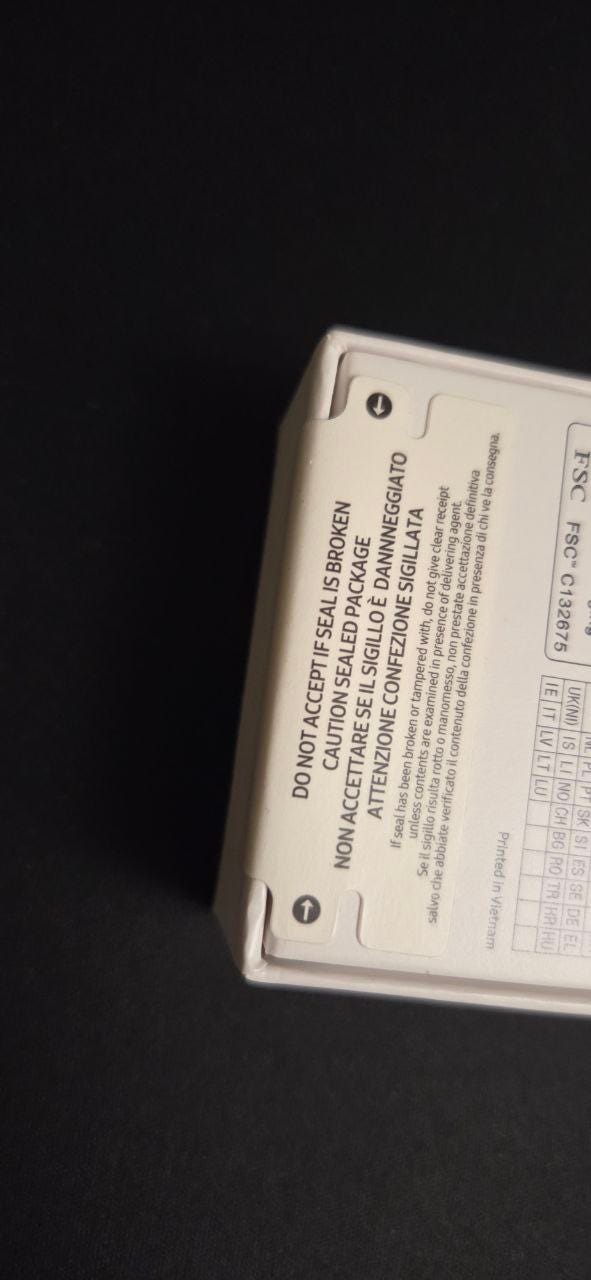 DO NOT ACCEPT IF SEAL IS BROKEN
CAUTION SEALED PACKAGE
NON ACCETTARE SE IL SIGILLO È DANNNEGGIATO
ATTENZIONE CONFEZIONE SIGILLATA
If seal has been broken or tampered with, do not give clear receipt
unless contents are examined in presence of delivering agent.
Se il sigillo risulta rotto o manomesso, non prestate accettazione definitiva
salvo che abbiate verificato il contenuto della confezione in presenza di chi ve la consegna.
Printed in Vietnam
IE IT LV LT LU
UK(NI) IS LI NO CH BG RO TR HR HU
NL PL PT SK SI ES SE DE EL
FSC™ C132675
FSC